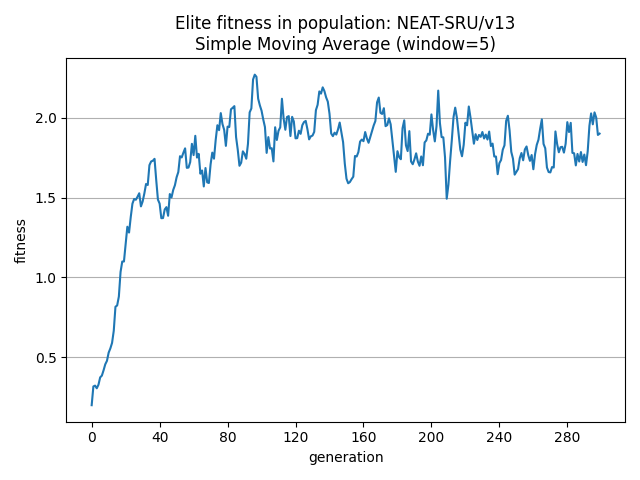 Elite fitness in population: NEAT-SRU/v13
Simple Moving Average (window=5)
fitness
2.0
1.5
1.0
0.5
0 40 80 120 160 200 240 280
generation